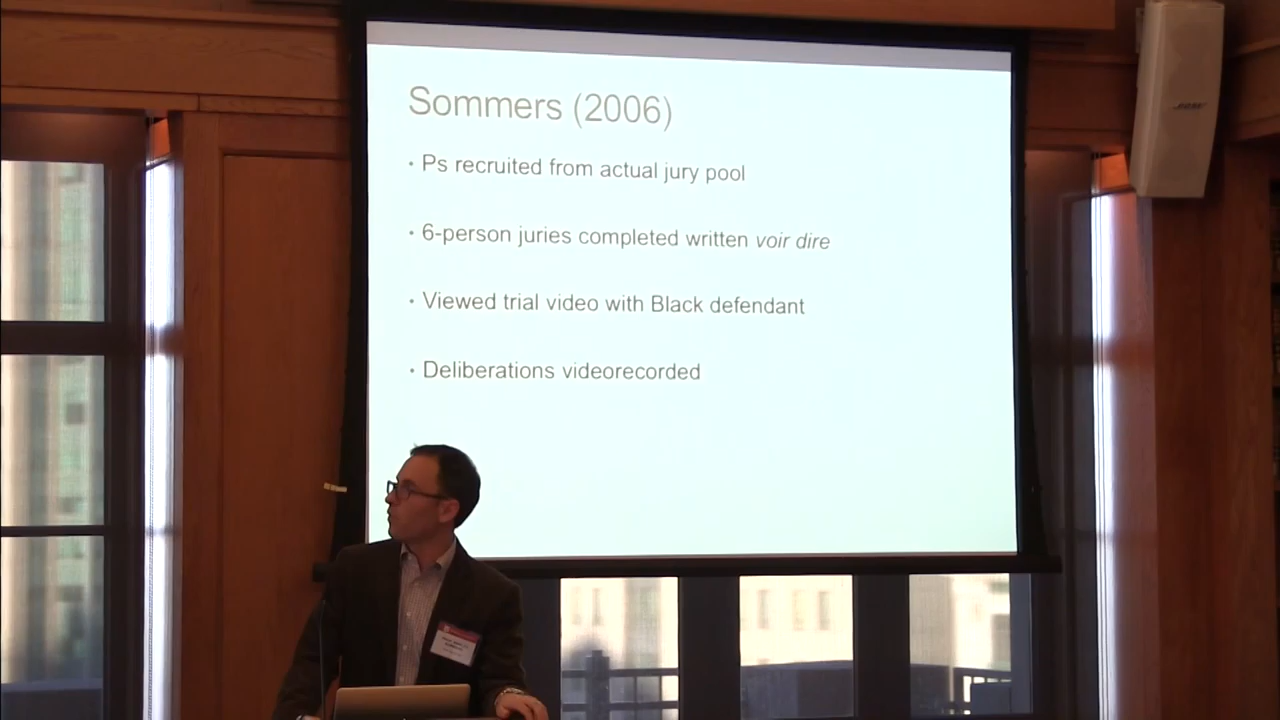 Sommers (2006)
• Ps recruited from actual jury pool
• 6-person juries completed written voir dire
• Viewed trial video with Black defendant
• Deliberations videorecorded
BOSE